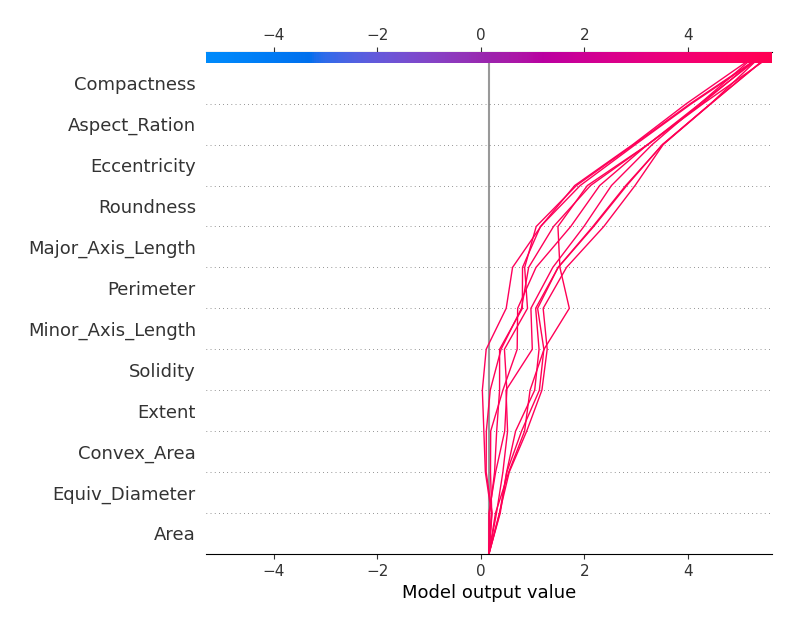 −4 −2 0 2 4
Compactness
Aspect_Ration
Eccentricity
Roundness
Major_Axis_Length
Perimeter
Minor_Axis_Length
Solidity
Extent
Convex_Area
Equiv_Diameter
Area
−4 −2 0 2 4
Model output value